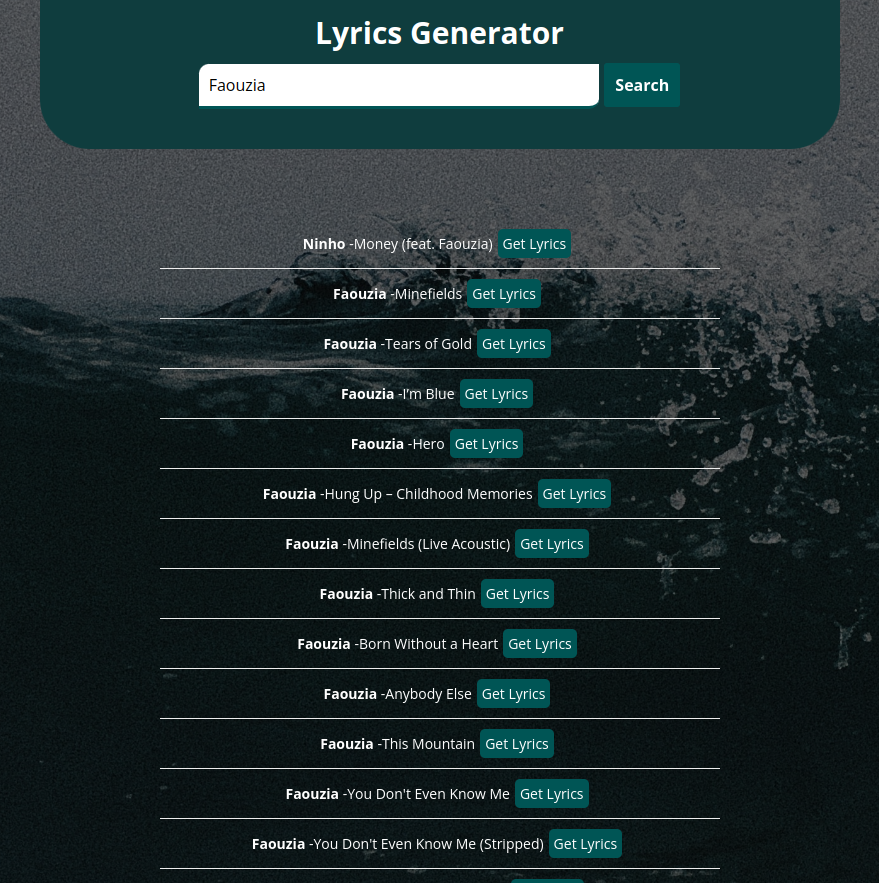 Lyrics Generator
Faouzia Search
Ninho -Money (feat. Faouzia) Get Lyrics
Faouzia -Minefields Get Lyrics
Faouzia -Tears of Gold Get Lyrics
Faouzia -I'm Blue Get Lyrics
Faouzia -Hero Get Lyrics
Faouzia -Hung Up – Childhood Memories Get Lyrics
Faouzia -Minefields (Live Acoustic) Get Lyrics
Faouzia -Thick and Thin Get Lyrics
Faouzia -Born Without a Heart Get Lyrics
Faouzia -Anybody Else Get Lyrics
Faouzia -This Mountain Get Lyrics
Faouzia -You Don't Even Know Me Get Lyrics
Faouzia -You Don't Even Know Me (Stripped) Get Lyrics